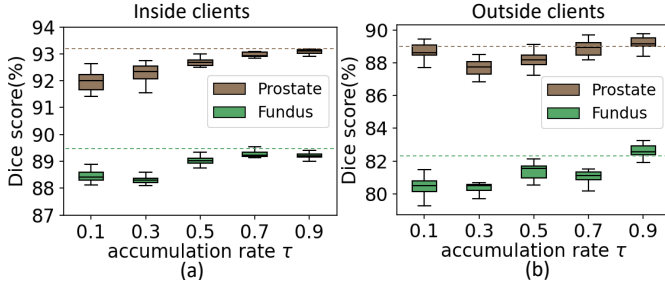 Inside clients
Dice score(%)
94
93
92
91
90
89
88
87
Prostate
Fundus
0.1 0.3 0.5 0.7 0.9
accumulation rate τ
(a)
Outside clients
Dice score(%)
90
88
86
84
82
80
Prostate
Fundus
0.1 0.3 0.5 0.7 0.9
accumulation rate τ
(b)